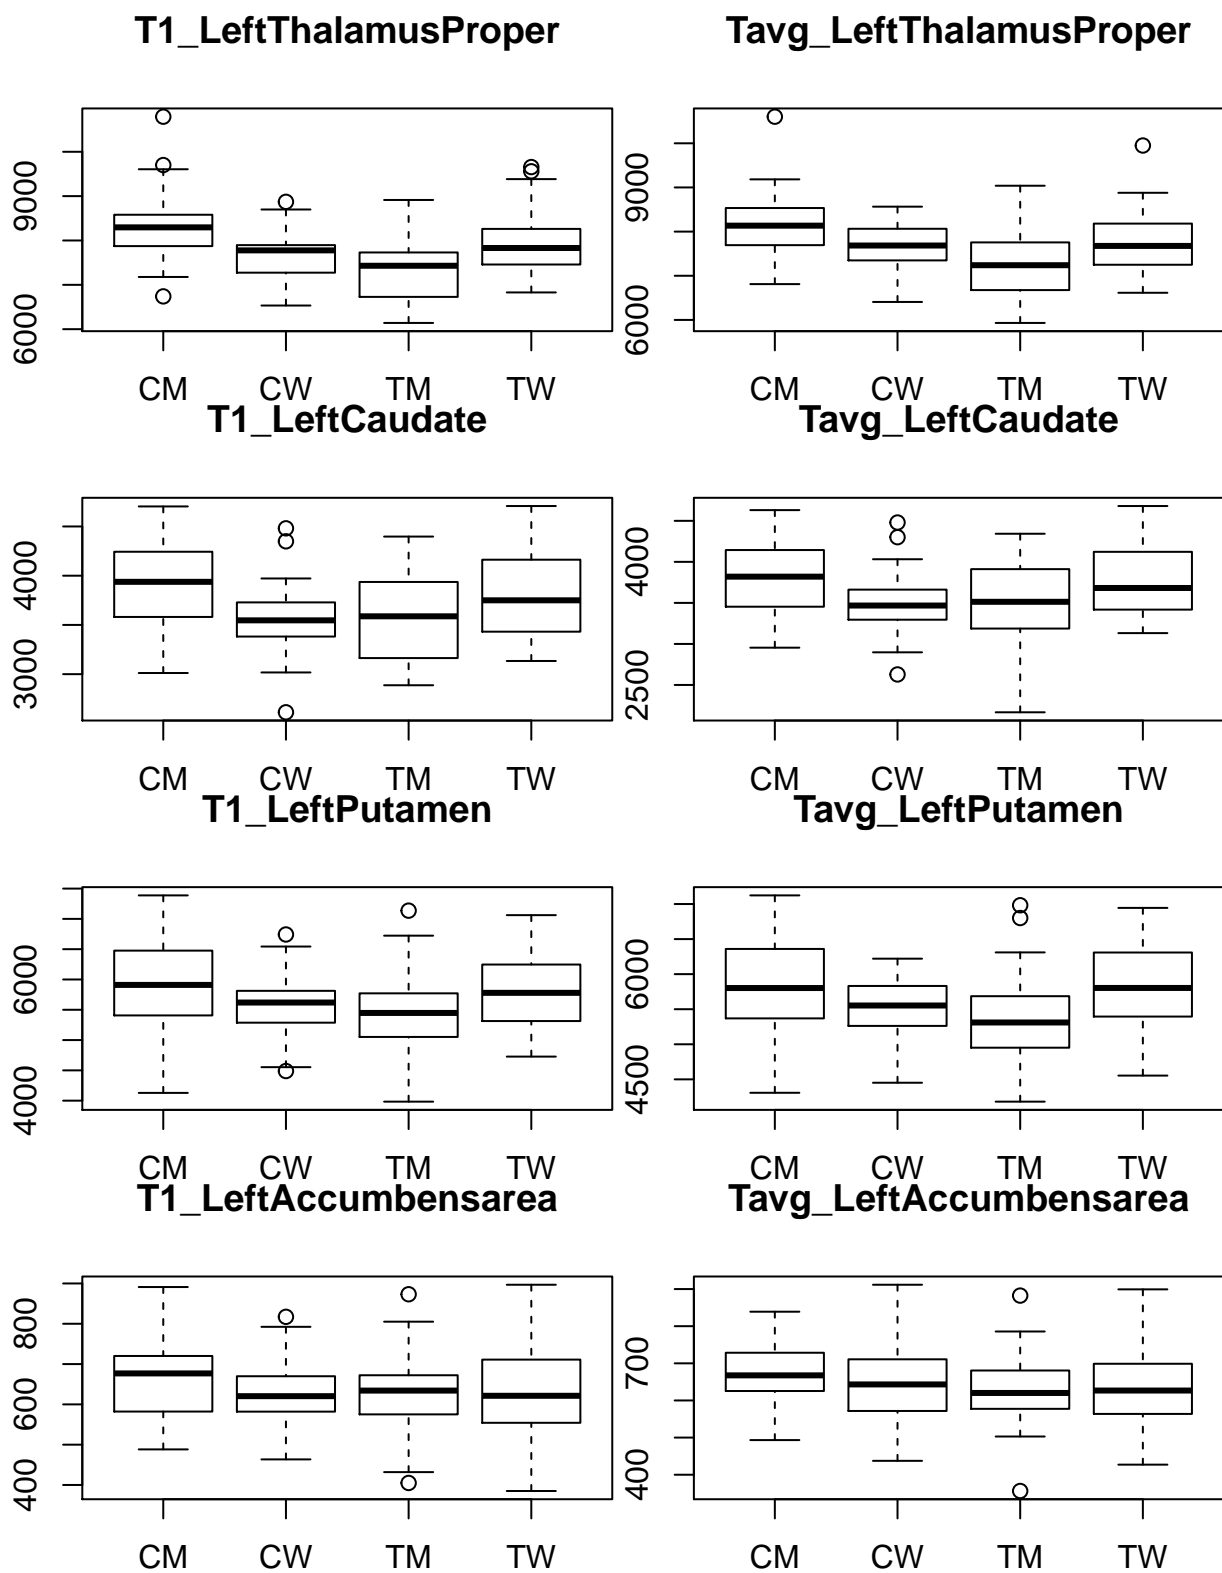 T1_LeftThalamusProper Tavg_LeftThalamusProper
9000 9000
6000 6000
CM CW TM TW CM CW TM TW
T1_LeftCaudate Tavg_LeftCaudate
4000 4000
3000 2500
CM CW TM TW CM CW TM TW
T1_LeftPutamen Tavg_LeftPutamen
6000 6000
4000 4500
CM CW TM TW CM CW TM TW
T1_LeftAccumbensarea Tavg_LeftAccumbensarea
800 700
600
400 400
CM CW TM TW CM CW TM TW